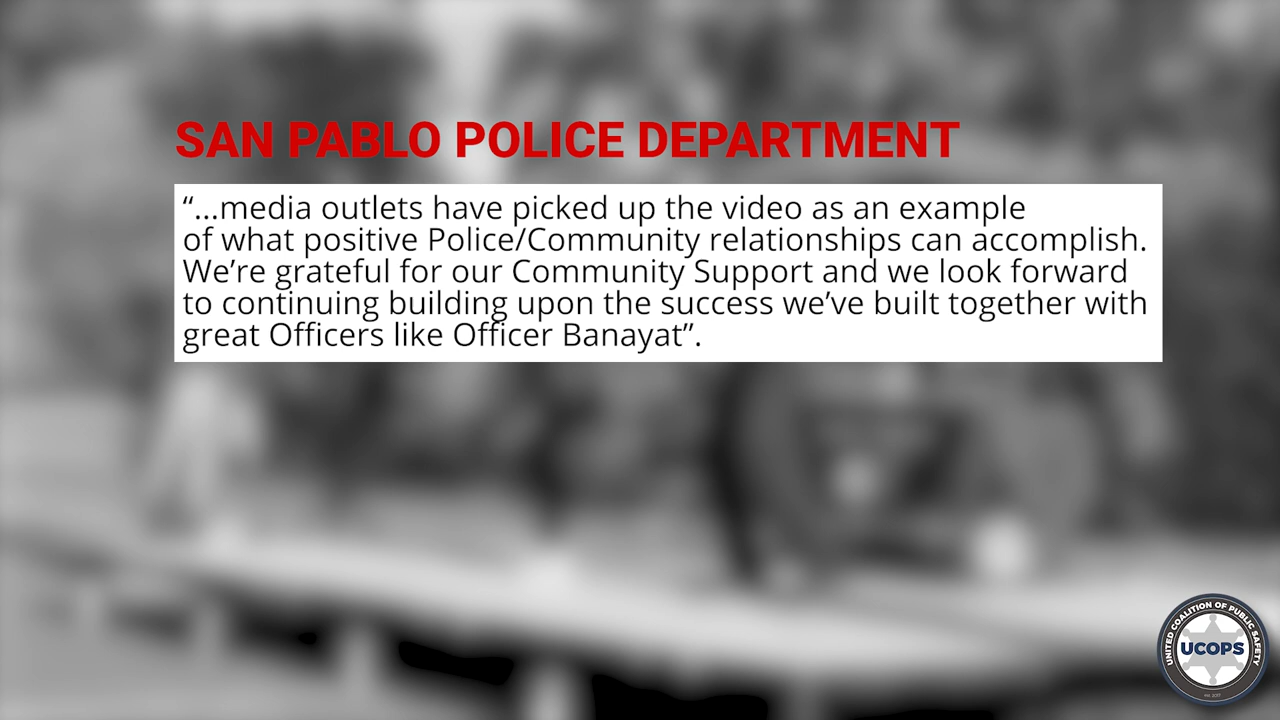 SAN PABLO POLICE DEPARTMENT
“...media outlets have picked up the video as an example
of what positive Police/Community relationships can accomplish.
We’re grateful for our Community Support and we look forward
to continuing building upon the success we’ve built together with
great Officers like Officer Banayat”.
UNITED COALITION OF PUBLIC SAFETY
UCOPS